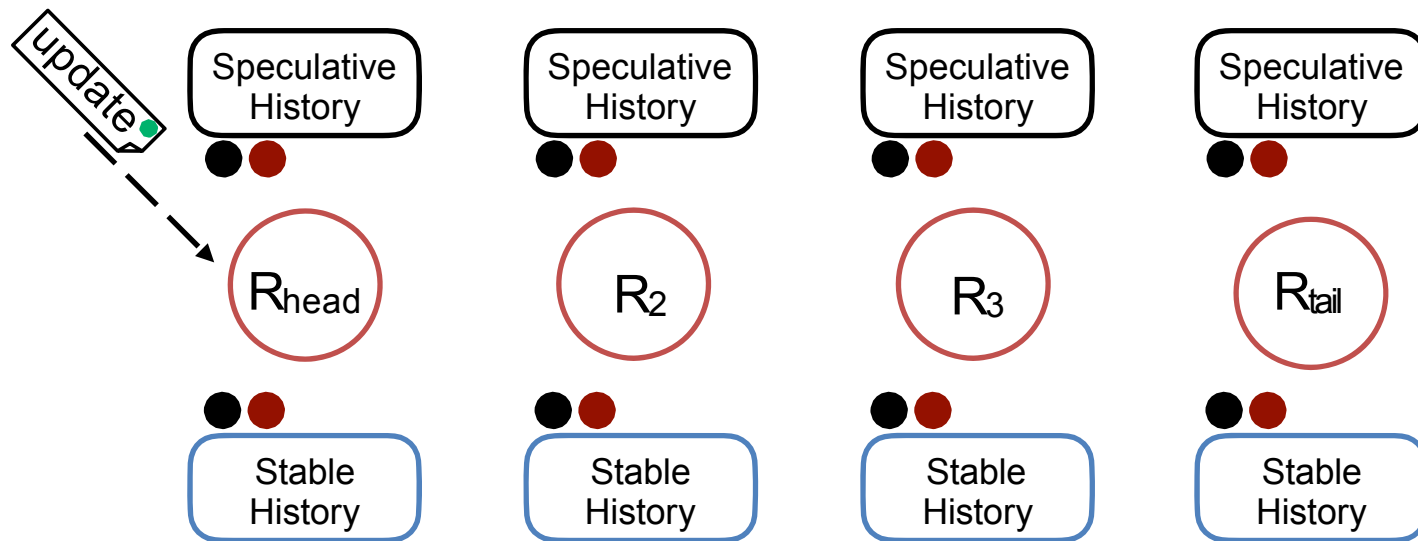 update
Speculative
History
Speculative
History
Speculative
History
Speculative
History
Rhead
R2
R3
Rtail
Stable
History
Stable
History
Stable
History
Stable
History